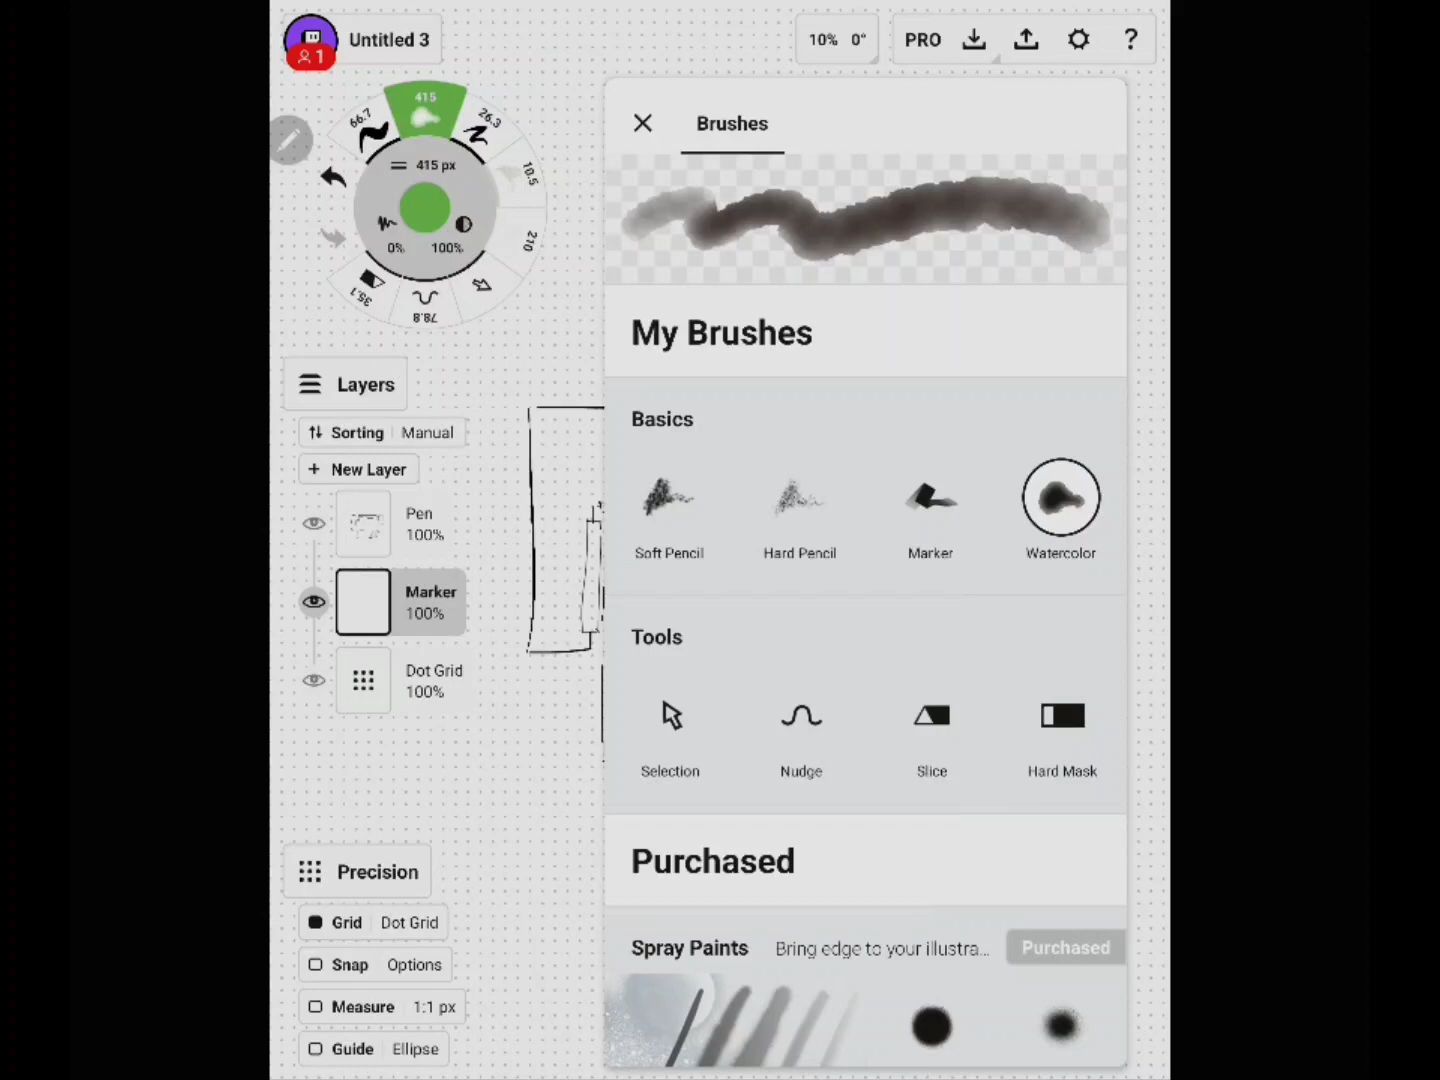 Untitled 3
1
10% 0°
PRO
?
415
66.7
26.3
10.5
210
78.8
35.1
415 px
0% 100%
Brushes
My Brushes
Basics
Soft Pencil
Hard Pencil
Marker
Watercolor
Tools
Selection
Nudge
Slice
Hard Mask
Purchased
Spray Paints Bring edge to your illustra... Purchased
Layers
Sorting Manual
+ New Layer
Pen
100%
Marker
100%
Dot Grid
100%
Precision
Grid Dot Grid
Snap Options
Measure 1:1 px
Guide Ellipse